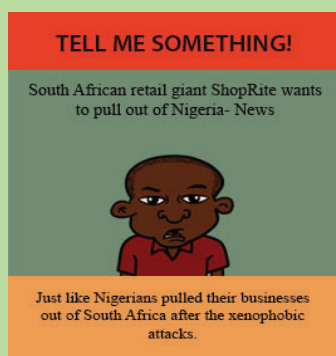 TELL ME SOMETHING!
South African retail giant ShopRite wants
to pull out of Nigeria- News
Just like Nigerians pulled their businesses
out of South Africa after the xenophobic
attacks.